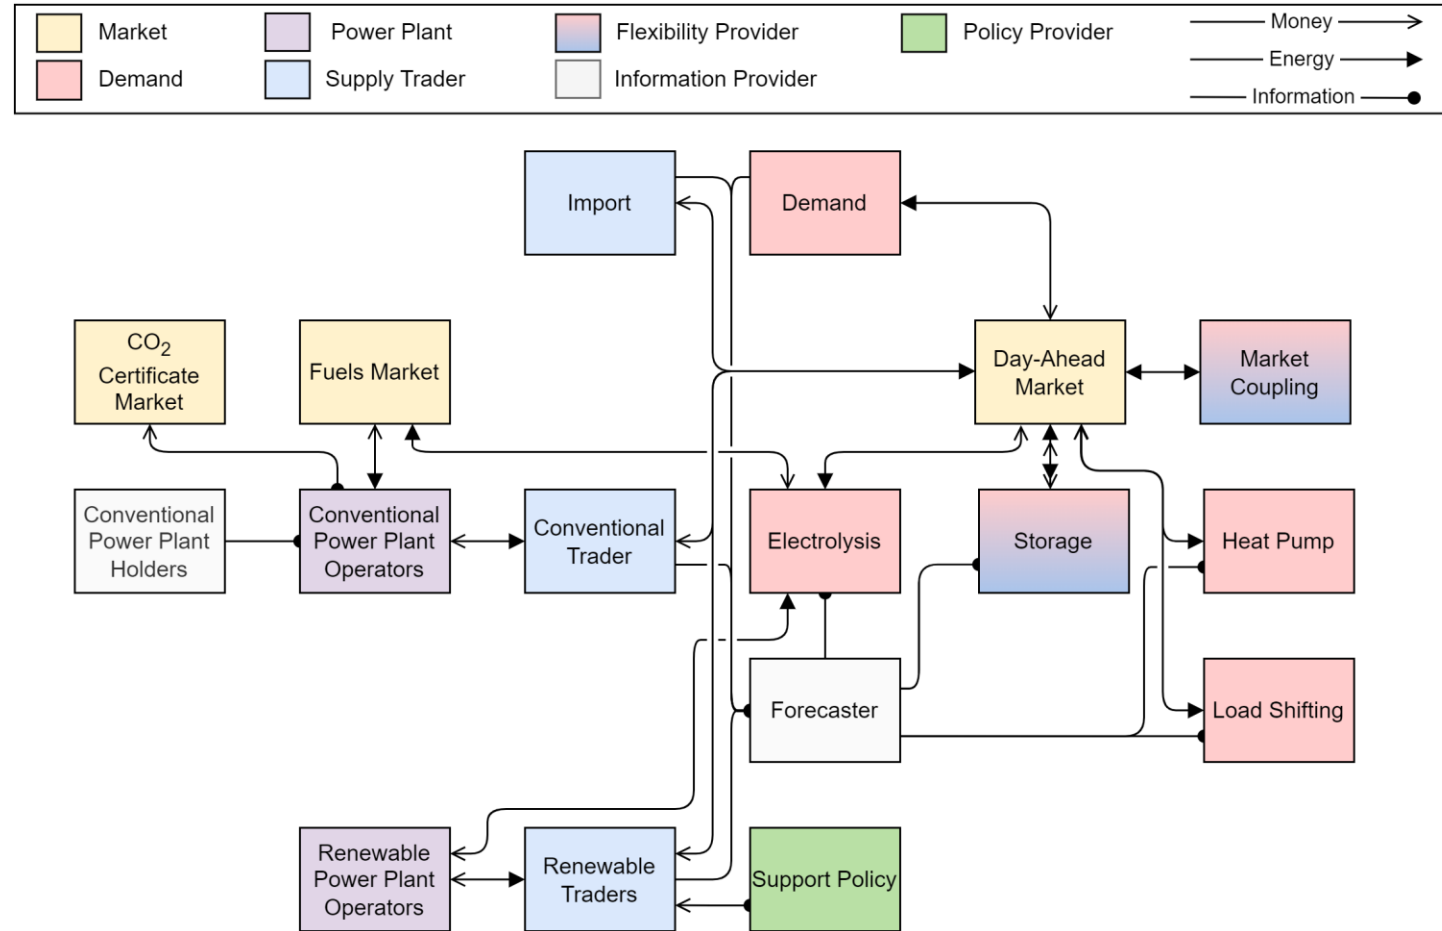 Market
Power Plant
Flexibility Provider
Policy Provider
Money
Energy
Demand
Supply Trader
Information Provider
Information
Import
Demand
CO2
Certificate
Market
Fuels Market
Day-Ahead
Market
Market
Coupling
Conventional
Power Plant
Holders
Conventional
Power Plant
Operators
Conventional
Trader
Electrolysis
Storage
Heat Pump
Forecaster
Load Shifting
Renewable
Power Plant
Operators
Renewable
Traders
Support Policy